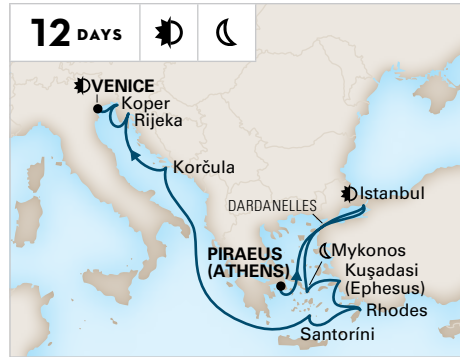 12 DAYS
VENICE
Koper
Rijeka
Korčula
Istanbul
DARDANELLES
PIRAEUS
(ATHENS)
Mykonos
Kuşadasi
(Ephesus)
Rhodes
Santoríni